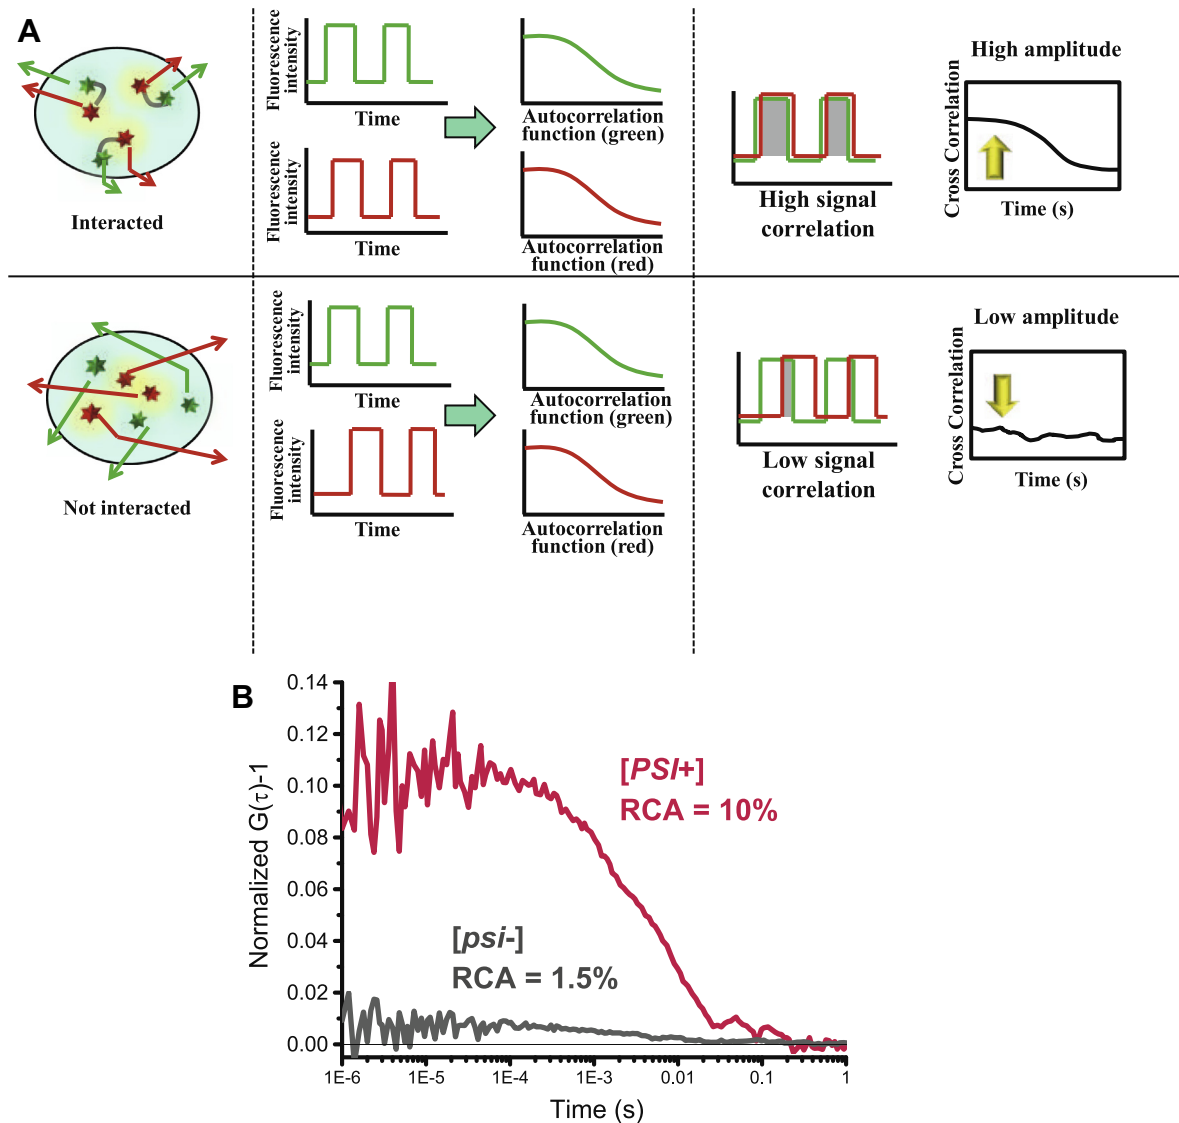 A
Interacted
Fluorescence
intensity
Time
Fluorescence
intensity
Time
Autocorrelation
function (green)
Autocorrelation
function (red)
High signal
correlation
High amplitude
Cross Correlation
Time (s)
Not interacted
Fluorescence
intensity
Time
Fluorescence
intensity
Time
Autocorrelation
function (green)
Autocorrelation
function (red)
Low signal
correlation
Low amplitude
Cross Correlation
Time (s)
B
Normalized G(τ)-1
0.14
0.12
0.10
0.08
0.06
0.04
0.02
0.00
[PSI+]
RCA = 10%
[psi-]
RCA = 1.5%
1E-6 1E-5 1E-4 1E-3 0.01 0.1 1
Time (s)